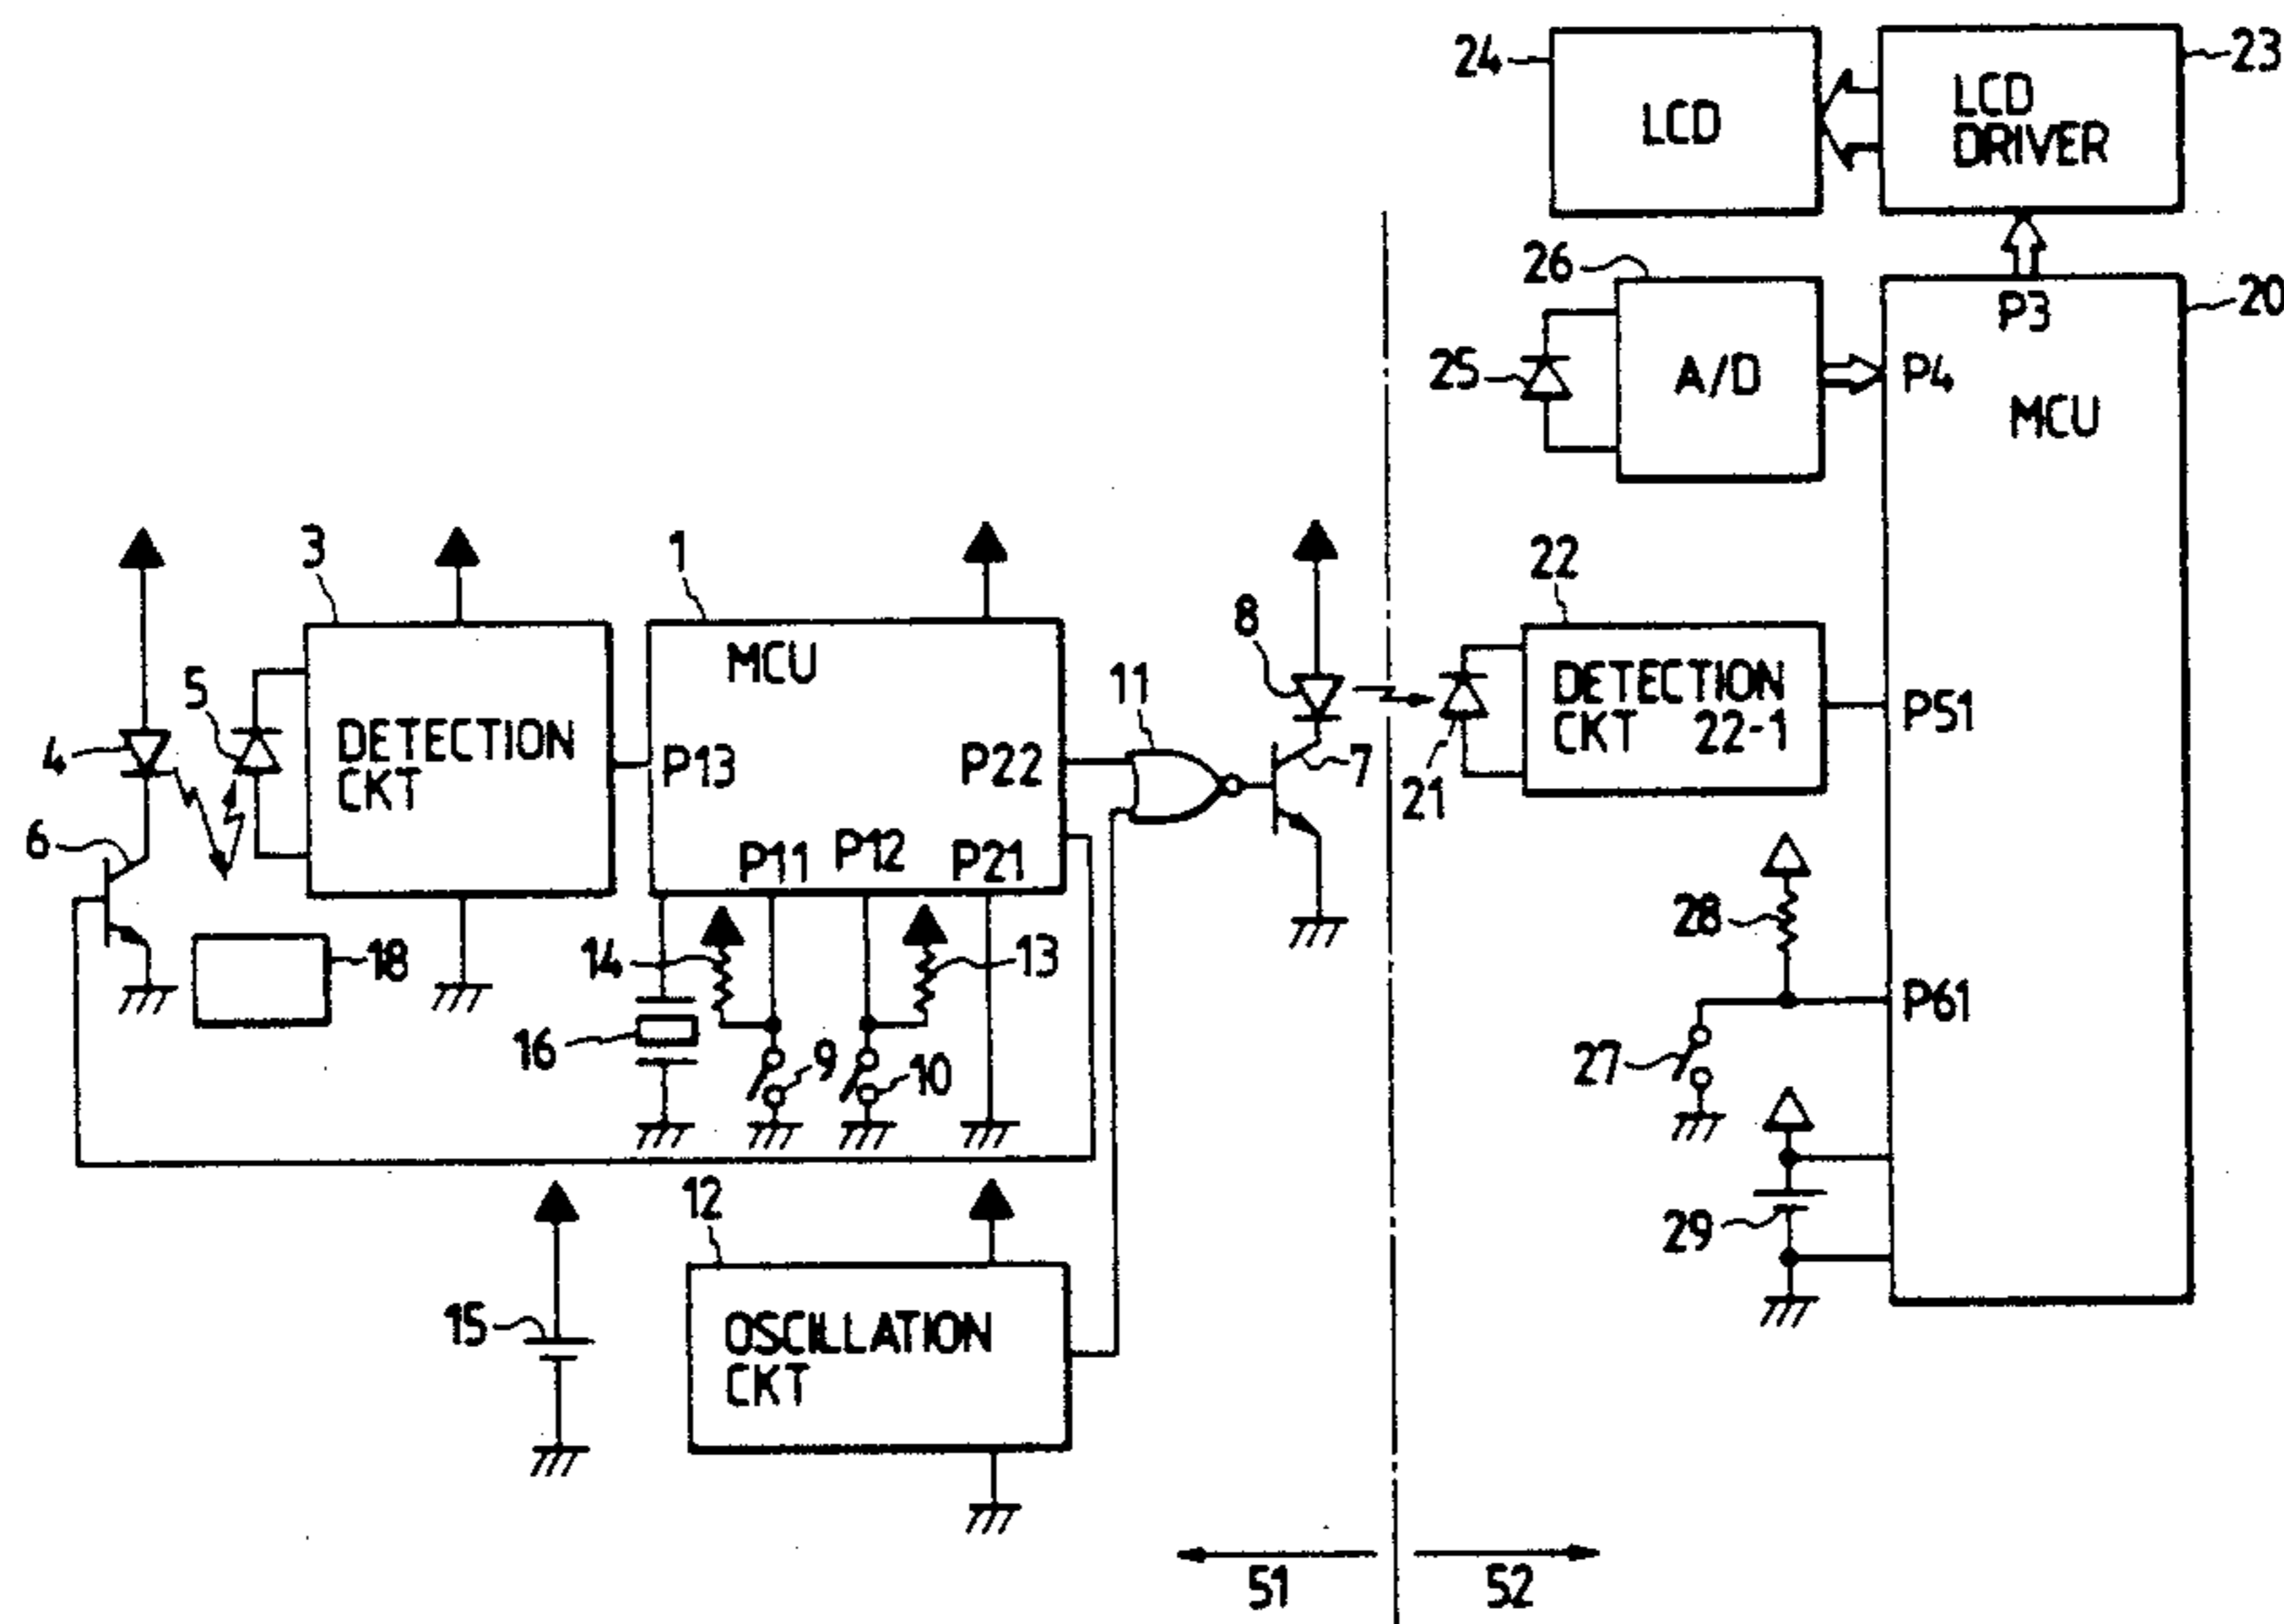 24
LCD
LCD
DRIVER
23
26
25
A/D
P3
P4
MCU
20
3
5
4
6
DETECTION
CKT
18
1
MCU
P13
P22
P11
P12
P21
14
13
16
9
10
11
8
7
21
22
DETECTION
CKT 22-1
P51
28
P61
27
29
15
12
OSCILLATION
CKT
51
52